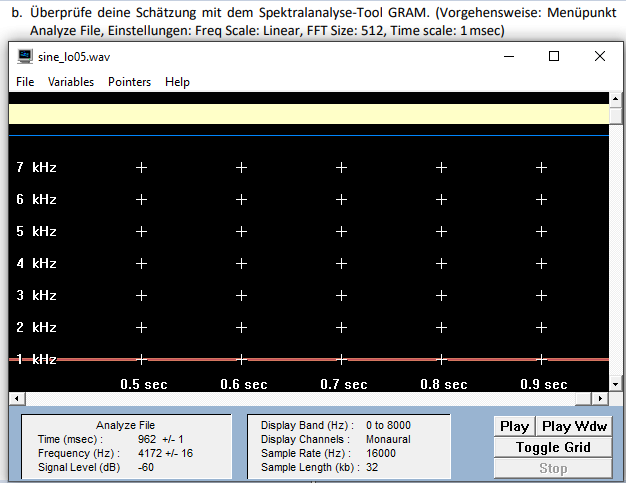 b. Überprüfe deine Schätzung mit dem Spektralanalyse-Tool GRAM. (Vorgehensweise: Menüpunkt
Analyze File, Einstellungen: Freq Scale: Linear, FFT Size: 512, Time scale: 1 msec)
sine_lo05.wav
File Variables Pointers Help
7 kHz
6 kHz
5 kHz
4 kHz
3 kHz
2 kHz
1 kHz
0.5 sec 0.6 sec 0.7 sec 0.8 sec 0.9 sec
Analyze File
Time (msec) : 962 +/- 1
Frequency (Hz) : 4172 +/- 16
Signal Level (dB) -60
Display Band (Hz) : 0 to 8000
Display Channels : Monaural
Sample Rate (Hz) : 16000
Sample Length (kb) : 32
Play Play Wdw
Toggle Grid
Stop